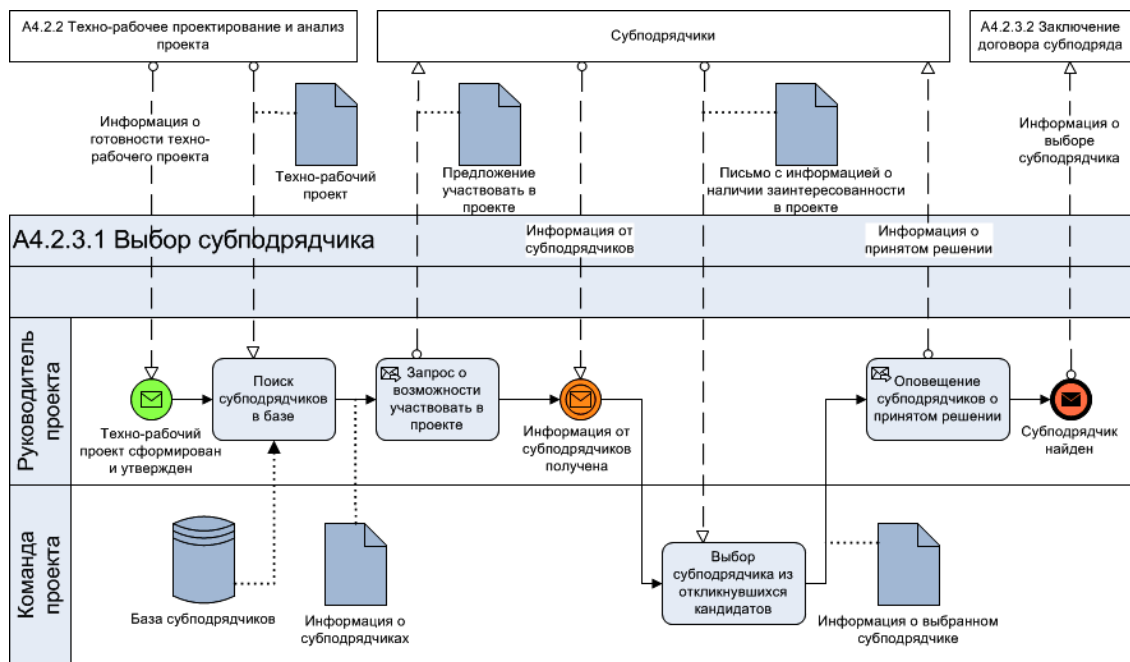 А4.2.2 Техно-рабочее проектирование и анализ
проекта
Субподрядчики
А4.2.3.2 Заключение
договора субподряда
Информация о
готовности техно-
рабочего проекта
Техно-рабочий
проект
Предложение
участвовать в
проекте
Письмо с информацией о
наличии заинтересованности
в проекте
Информация о
выборе
субподрядчика
А4.2.3.1 Выбор субподрядчика
Информация от
субподрядчиков
Информация о
принятом решении
Руководитель
проекта
Техно-рабочий
проект сформирован
и утвержден
Поиск
субподрядчиков
в базе
Запрос о
возможности
участвовать в
проекте
Информация от
субподрядчиков
получена
Оповещение
субподрядчиков о
принятом решении
Субподрядчик
найден
Команда
проекта
База субподрядчиков
Информация о
субподрядчиках
Выбор
субподрядчика из
откликнувшихся
кандидатов
Информация о выбранном
субподрядчике